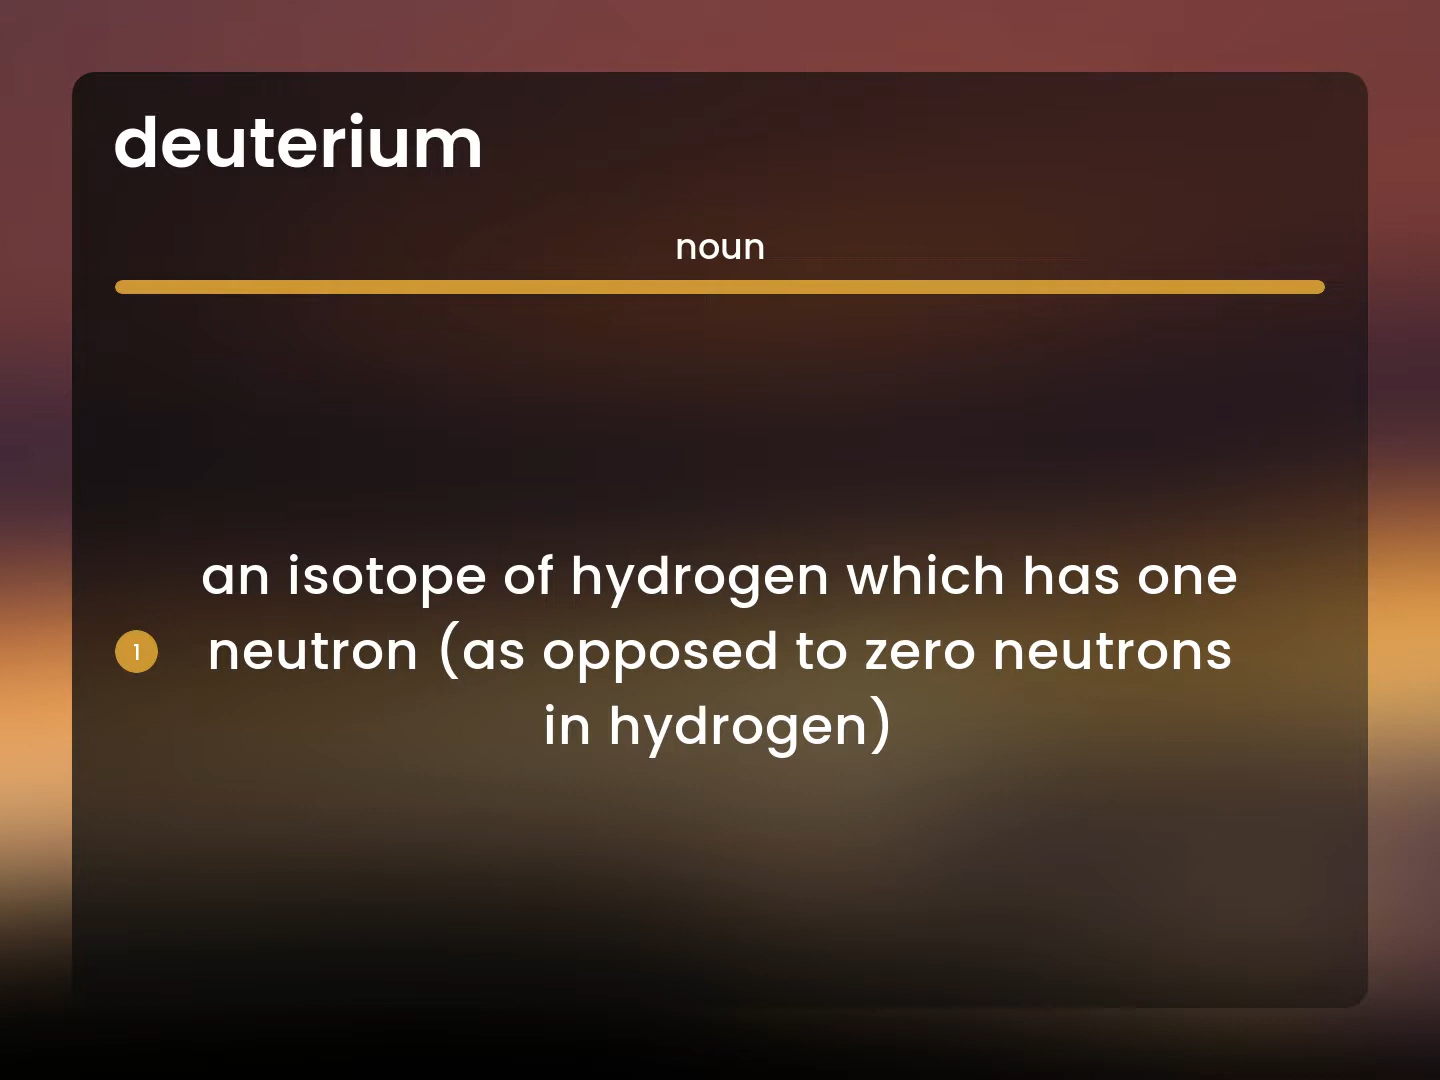 deuterium
noun
an isotope of hydrogen which has one
1 neutron (as opposed to zero neutrons
in hydrogen)